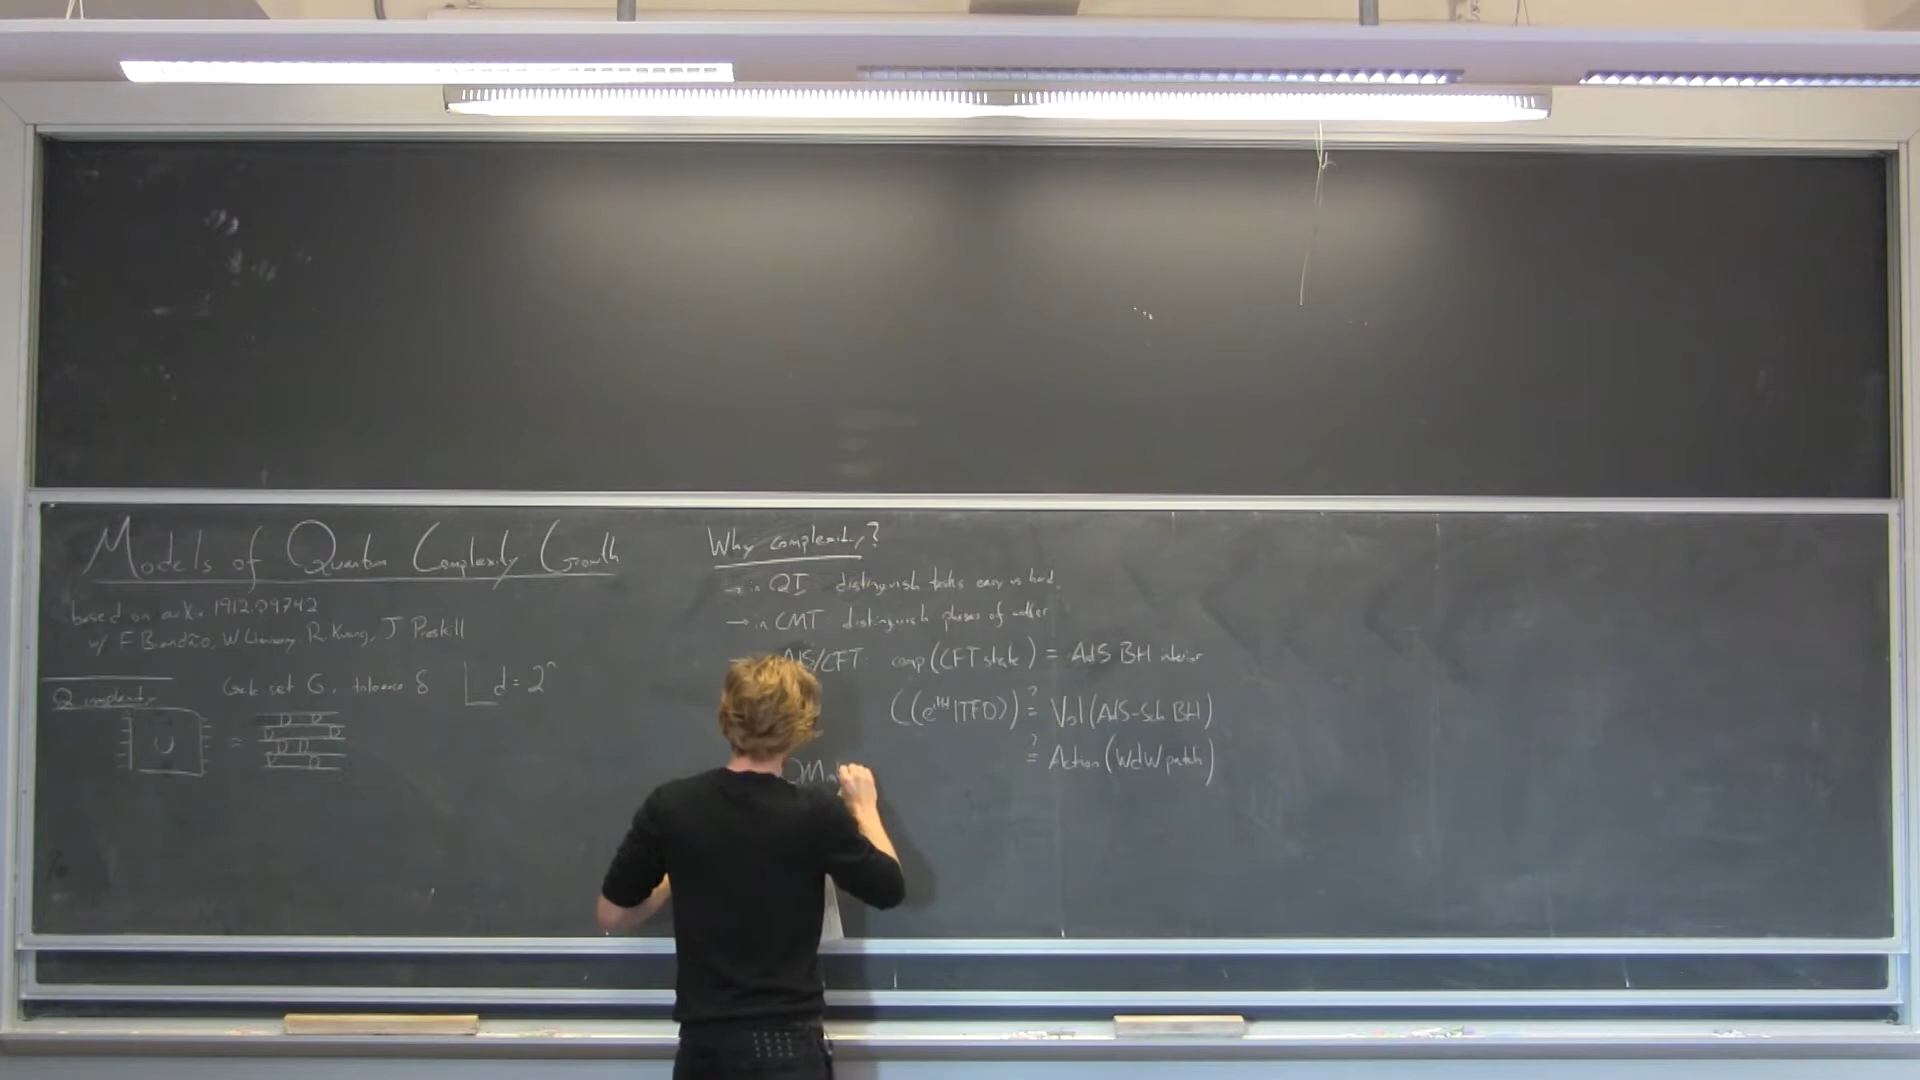 Models of Quantum Complexity Growth
based on arXiv 1912.04742
w/ F Brandão, W Chemissany, R. Kueng, J Preskill
Q complexity
Gate set G, tolerance δ
d = 2^n
U ≈
Why complexity?
→ in QI distinguish tasks easy vs hard
→ in CMT distinguish phases of matter
AdS/CFT: comp(CFT state) = AdS BH interior
C(e^{iHt}|TFD⟩) ?= Vol(AdS-Sch BH)
?= Action(WdW patch)